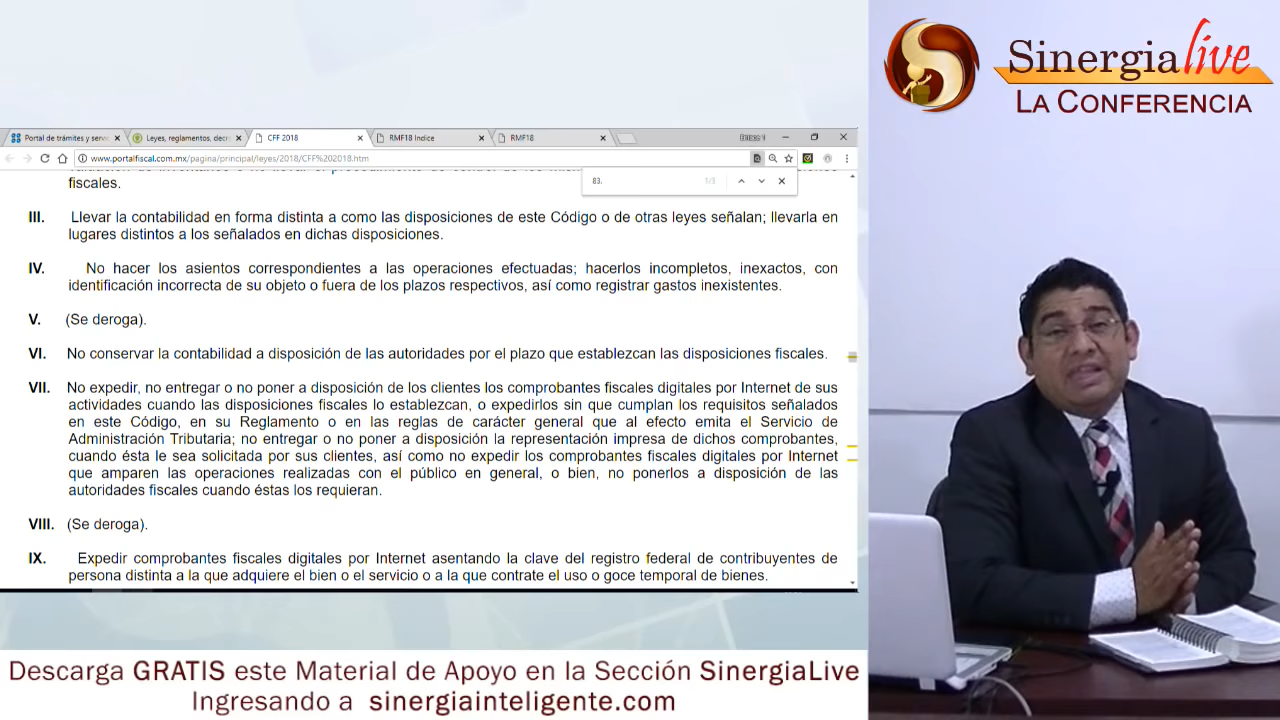 Sinergia live
LA CONFERENCIA
Portal de trámites y serv
Leyes, reglamentos, decr
CFF 2018
RMF18 Indice
RMF18
www.portalfiscal.com.mx/pagina/principal/leyes/2018/CFF%202018.htm
83.
1/3
fiscales.
III. Llevar la contabilidad en forma distinta a como las disposiciones de este Código o de otras leyes señalan; llevarla en
lugares distintos a los señalados en dichas disposiciones.
IV. No hacer los asientos correspondientes a las operaciones efectuadas; hacerlos incompletos, inexactos, con
identificación incorrecta de su objeto o fuera de los plazos respectivos, así como registrar gastos inexistentes.
V. (Se deroga).
VI. No conservar la contabilidad a disposición de las autoridades por el plazo que establezcan las disposiciones fiscales.
VII. No expedir, no entregar o no poner a disposición de los clientes los comprobantes fiscales digitales por Internet de sus
actividades cuando las disposiciones fiscales lo establezcan, o expedirlos sin que cumplan los requisitos señalados
en este Código, en su Reglamento o en las reglas de carácter general que al efecto emita el Servicio de
Administración Tributaria; no entregar o no poner a disposición la representación impresa de dichos comprobantes,
cuando ésta le sea solicitada por sus clientes, así como no expedir los comprobantes fiscales digitales por Internet
que amparen las operaciones realizadas con el público en general, o bien, no ponerlos a disposición de las
autoridades fiscales cuando éstas los requieran.
VIII. (Se deroga).
IX. Expedir comprobantes fiscales digitales por Internet asentando la clave del registro federal de contribuyentes de
persona distinta a la que adquiere el bien o el servicio o a la que contrate el uso o goce temporal de bienes.
Descarga GRATIS este Material de Apoyo en la Sección SinergiaLive
Ingresando a sinergiainteligente.com